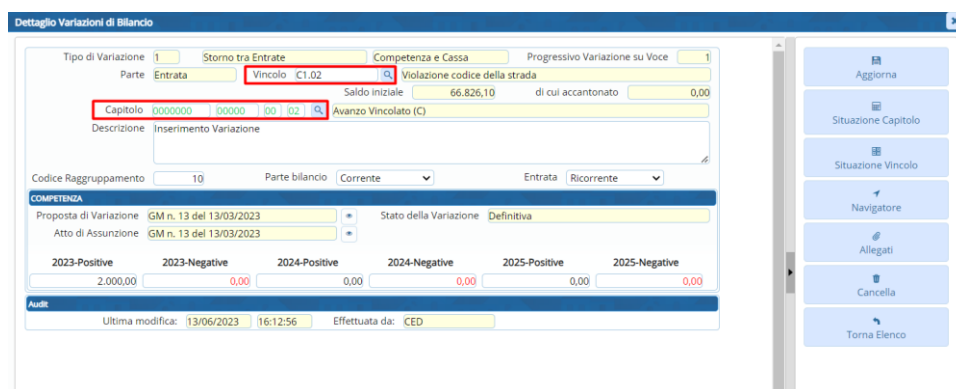 Dettaglio Variazioni di Bilancio
Tipo di Variazione 1 Storno tra Entrate Competenza e Cassa Progressivo Variazione su Voce 1
Parte Entrata Vincolo C1.02 Violazione codice della strada
Saldo iniziale 66.826,10 di cui accantonato 0,00
Capitolo 0000000 00000 00 02 Avanzo Vincolato (C)
Descrizione Inserimento Variazione
Codice Raggruppamento 10 Parte bilancio Corrente Entrata Ricorrente
COMPETENZA
Proposta di Variazione GM n. 13 del 13/03/2023 Stato della Variazione Definitiva
Atto di Assunzione GM n. 13 del 13/03/2023
2023-Positive 2023-Negative 2024-Positive 2024-Negative 2025-Positive 2025-Negative
2.000,00 0,00 0,00 0,00 0,00 0,00
Audit
Ultima modifica: 13/06/2023 16:12:56 Effettuata da: CED
Aggiorna
Situazione Capitolo
Situazione Vincolo
Navigatore
Allegati
Cancella
Torna Elenco